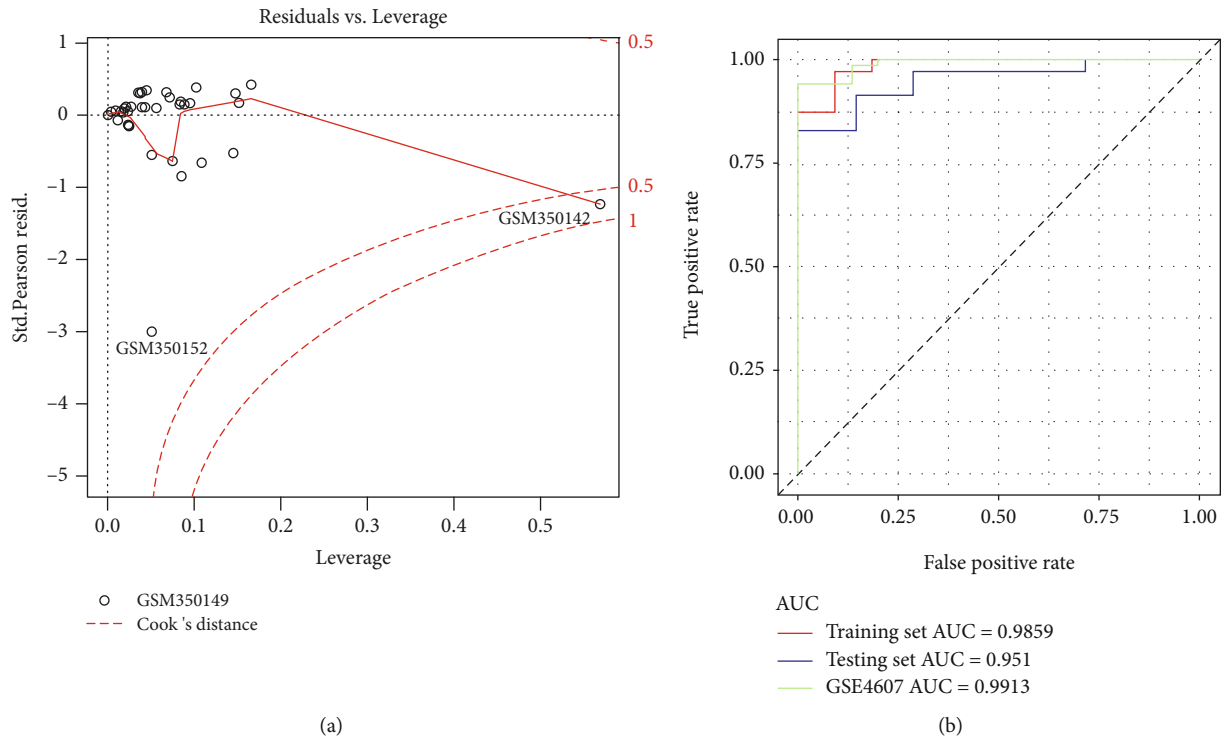 Residuals vs. Leverage
1
0
−1
−2
−3
−4
−5
Std.Pearson resid.
0.5
0.5
1
GSM350142
GSM350152
0.0
0.1
0.2
0.3
0.4
0.5
Leverage
GSM350149
Cook 's distance
(a)
1.00
0.75
0.50
0.25
0.00
True positive rate
0.00
0.25
0.50
0.75
1.00
False positive rate
AUC
Training set AUC = 0.9859
Testing set AUC = 0.951
GSE4607 AUC = 0.9913
(b)